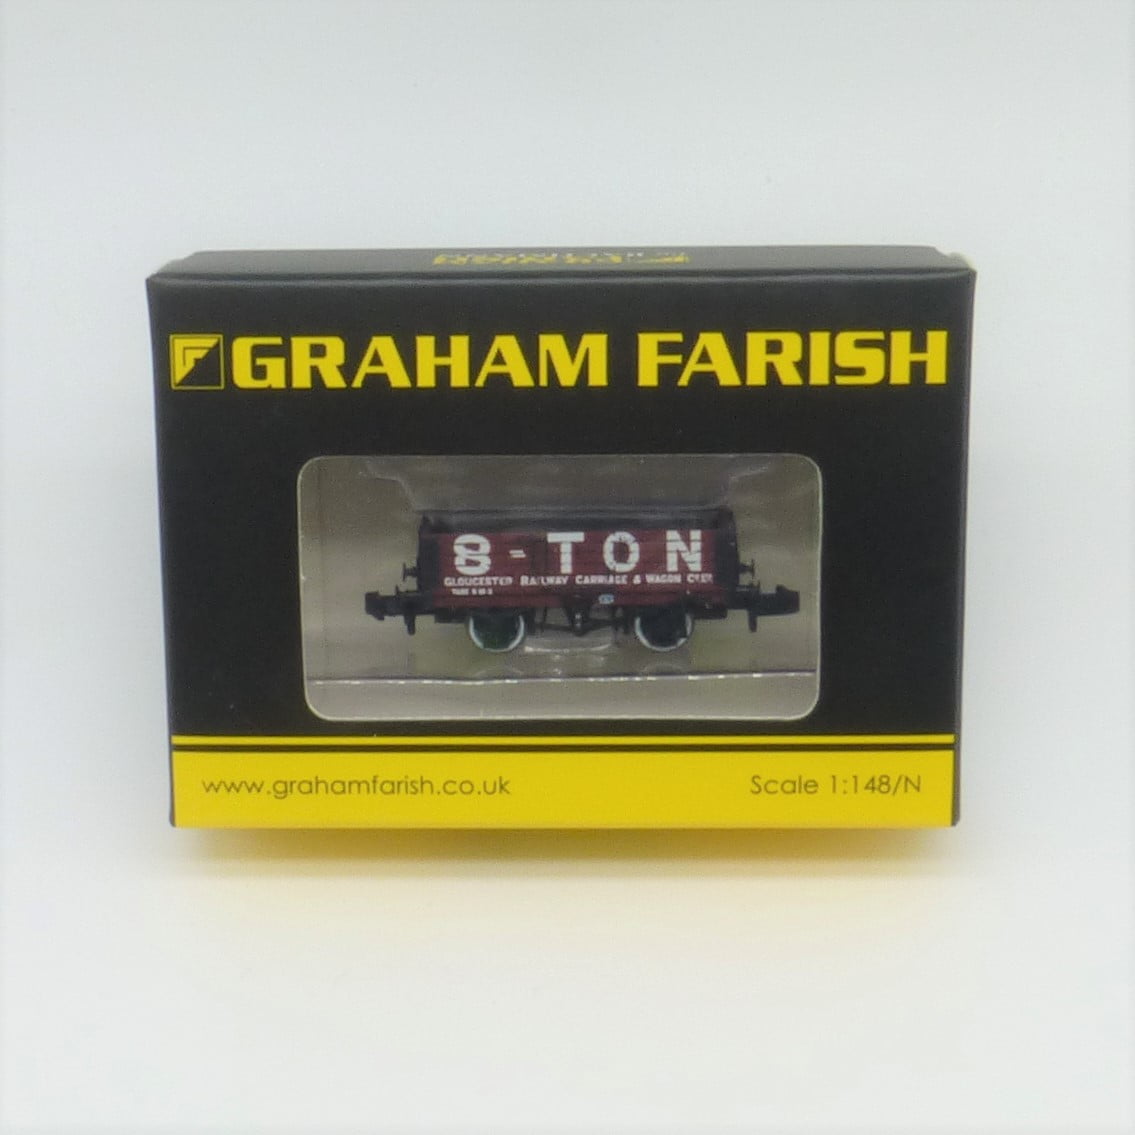 GRAHAM FARISH
8-TON
GLOUCESTER RAILWAY CARRIAGE & WAGON
www.grahamfarish.co.uk
Scale 1:148/N